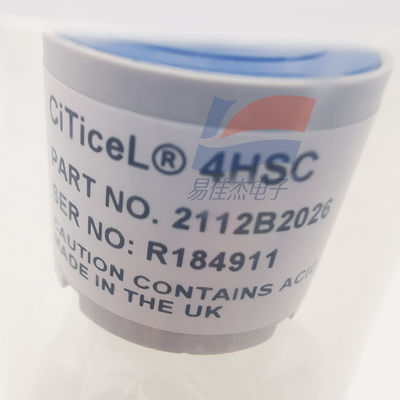 CiTiceL® 4HSC
PART NO. 2112B2026
SER NO: R184911
CAUTION CONTAINS ACID
MADE IN THE UK
易佳杰电子